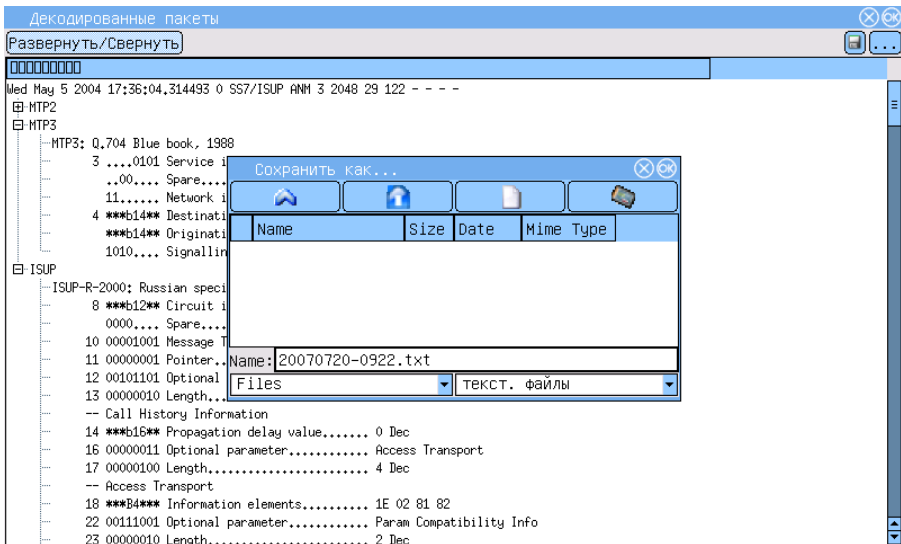 Декодированные пакеты
OK
Развернуть/Свернуть
...
Wed May 5 2004 17:36:04.314493 0 SS7/ISUP ANM 3 2048 29 122 - - - -
MTP2
MTP3
MTP3: Q.704 Blue book, 1988
3 ....0101 Service i
..00.... Spare....
11...... Network i
4 ***b14** Destinati
***b14** Originati
1010.... Signallin
ISUP
ISUP-R-2000: Russian speci
8 ***b12** Circuit i
0000.... Spare....
10 00001001 Message T
11 00000001 Pointer..
12 00101101 Optional
13 00000010 Length...
-- Call History Information
14 ***b16** Propagation delay value....... 0 Dec
16 00000011 Optional parameter............ Access Transport
17 00000100 Length........................ 4 Dec
-- Access Transport
18 ***B4*** Information elements.......... 1E 02 81 82
22 00111001 Optional parameter............ Param Compatibility Info
23 00000010 Length........................ 2 Dec
Сохранить как...
OK
Name Size Date Mime Type
Name: 20070720-0922.txt
Files текст. файлы